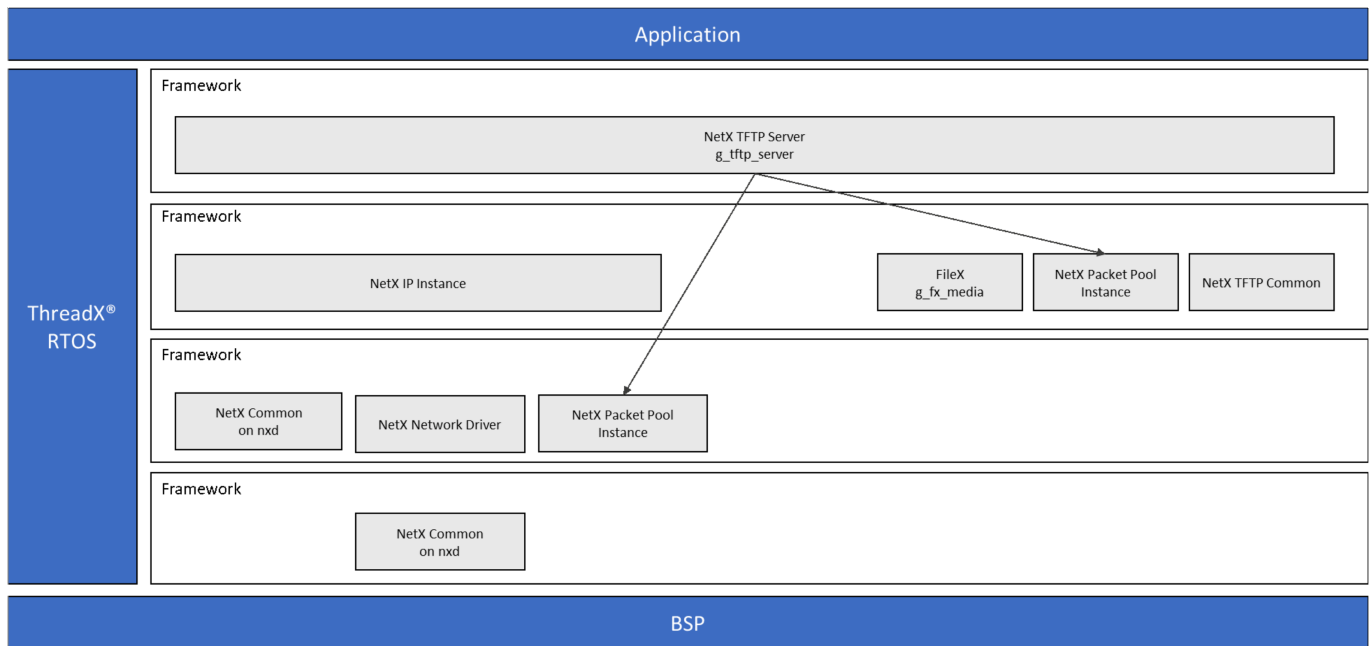 Application
ThreadX®
RTOS
Framework
NetX TFTP Server
g_tftp_server
Framework
NetX IP Instance
FileX
g_fx_media
NetX Packet Pool
Instance
NetX TFTP Common
Framework
NetX Common
on nxd
NetX Network Driver
NetX Packet Pool
Instance
Framework
NetX Common
on nxd
BSP